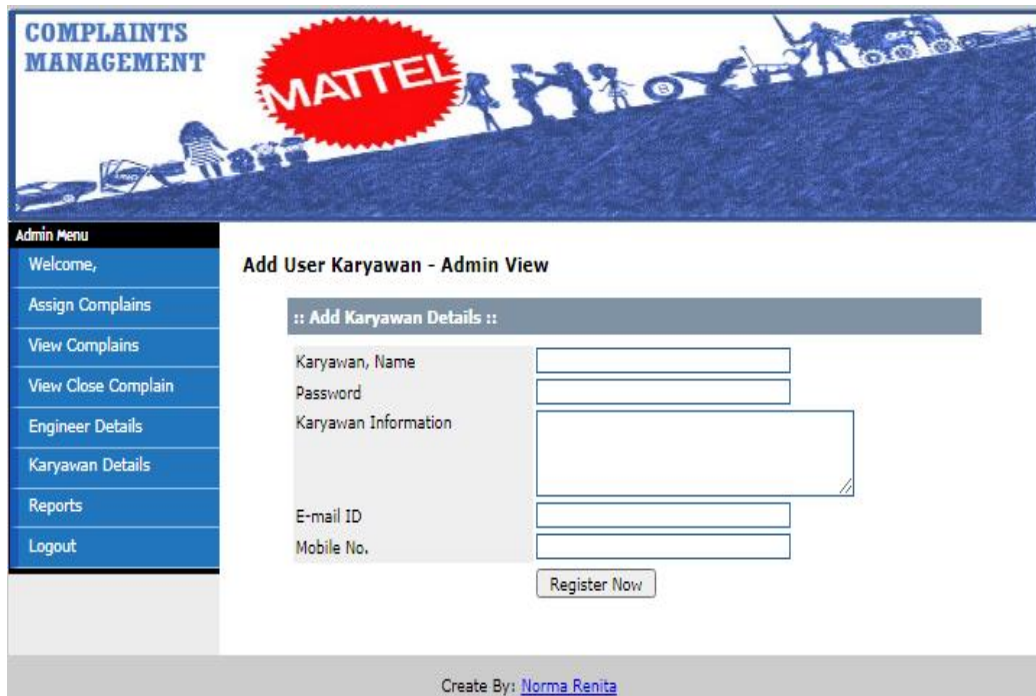 COMPLAINTS
MANAGEMENT
MATTEL
8
Admin Menu
Welcome,
Assign Complains
View Complains
View Close Complain
Engineer Details
Karyawan Details
Reports
Logout
Add User Karyawan - Admin View
:: Add Karyawan Details ::
Karyawan, Name
Password
Karyawan Information
E-mail ID
Mobile No.
Register Now
Create By: Norma Renita